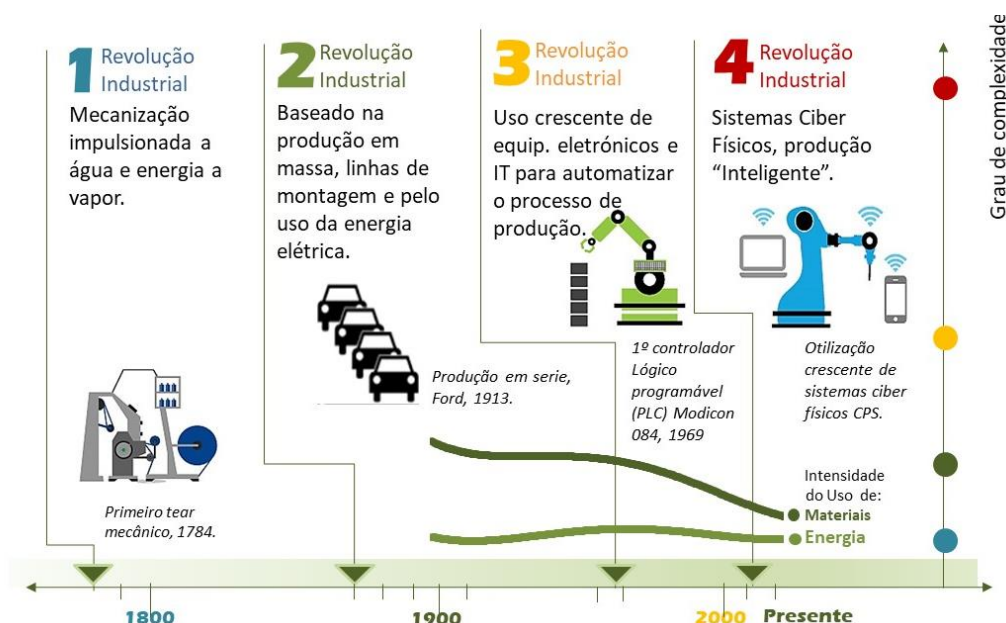 1 Revolução
Industrial
Mecanização
impulsionada a
água e energia a
vapor.
Primeiro tear
mecânico, 1784.
2 Revolução
Industrial
Baseado na
produção em
massa, linhas de
montagem e pelo
uso da energia
elétrica.
Produção em serie,
Ford, 1913.
3 Revolução
Industrial
Uso crescente de
equip. eletrónicos e
IT para automatizar
o processo de
produção.
1º controlador
Lógico
programável
(PLC) Modicon
084, 1969
4 Revolução
Industrial
Sistemas Ciber
Físicos, produção
“Inteligente”.
Utilização
crescente de
sistemas ciber
físicos CPS.
Intensidade
do Uso de:
Materiais
Energia
Grau de complexidade
1800
1900
2000
Presente